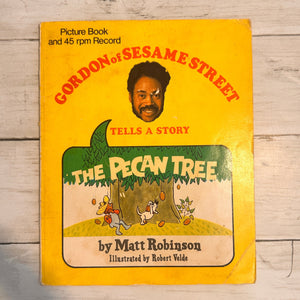 Picture Book
and 45 rpm Record
GORDON of SESAME STREET
TELLS A STORY
THE PECAN TREE
by Matt Robinson
Illustrated by Robert Velde